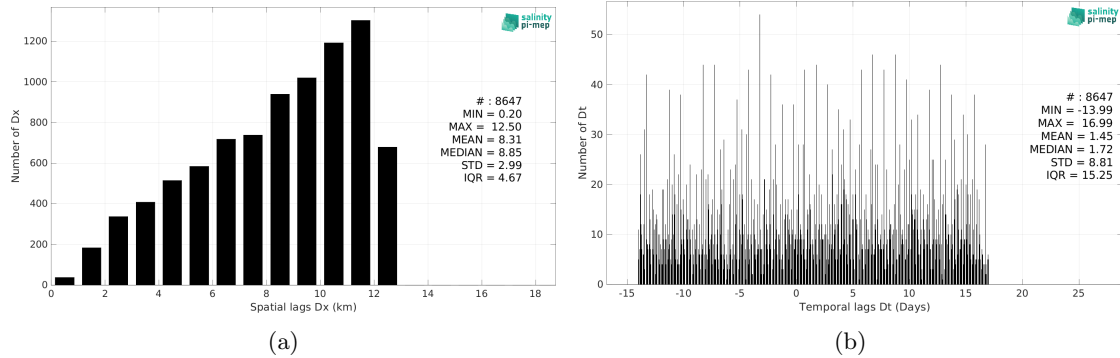 salinity
pi-mep
Number of Dx
1200
1000
800
600
400
200
0
# : 8647
MIN = 0.20
MAX = 12.50
MEAN = 8.31
MEDIAN = 8.85
STD = 2.99
IQR = 4.67
0 2 4 6 8 10 12 14 16 18
Spatial lags Dx (km)
(a)
salinity
pi-mep
Number of Dt
50
40
30
20
10
0
# : 8647
MIN = -13.99
MAX = 16.99
MEAN = 1.45
MEDIAN = 1.72
STD = 8.81
IQR = 15.25
-15 -10 -5 0 5 10 15 20 25
Temporal lags Dt (Days)
(b)